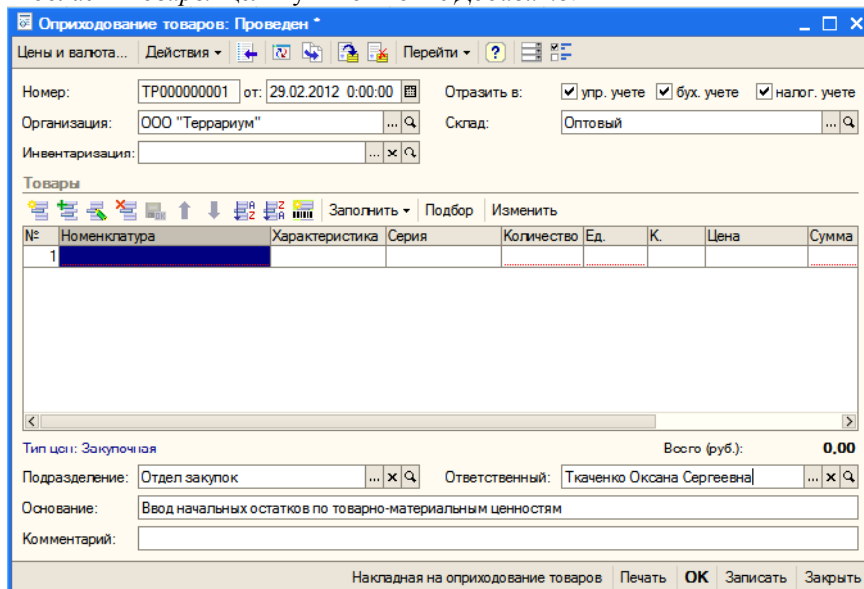 Оприходование товаров: Проведен *
Цены и валюта... Действия Перейти ?
Номер: ТР000000001 от: 29.02.2012 0:00:00 Отразить в: упр. учете бух. учете налог. учете
Организация: ООО "Террариум" ... Склад: Оптовый ...
Инвентаризация: ... x
Товары
Заполнить Подбор Изменить
№ Номенклатура Характеристика Серия Количество Ед. К. Цена Сумма
1
Тип цен: Закупочная Всего (руб.): 0,00
Подразделение: Отдел закупок ... x Ответственный: Ткаченко Оксана Сергеевна ... x
Основание: Ввод начальных остатков по товарно-материальным ценностям
Комментарий:
Накладная на оприходование товаров Печать ОК Записать Закрыть